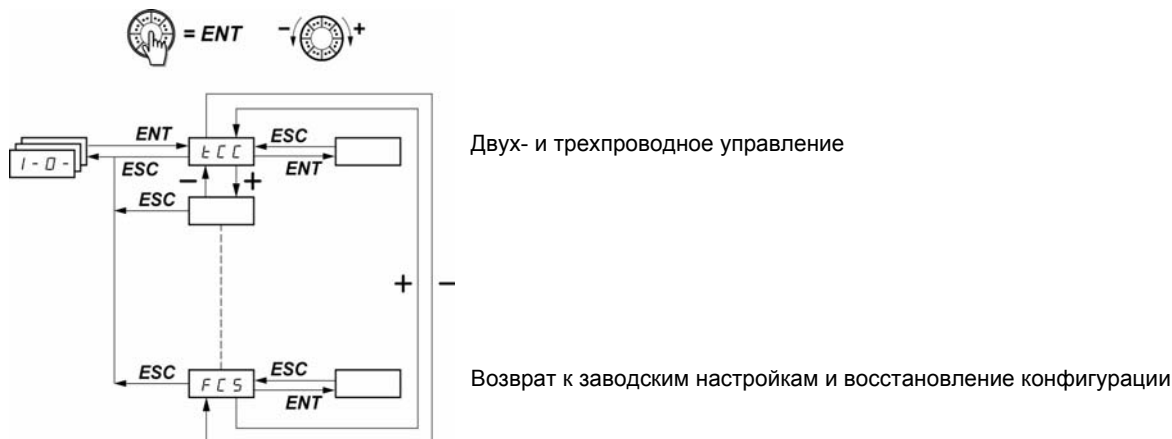 = ENT - +
ENT ESC
I-O- tCC Двух- и трехпроводное управление
ESC ENT
- +
ESC
+ -
ESC ESC
FCS Возврат к заводским настройкам и восстановление конфигурации
ENT